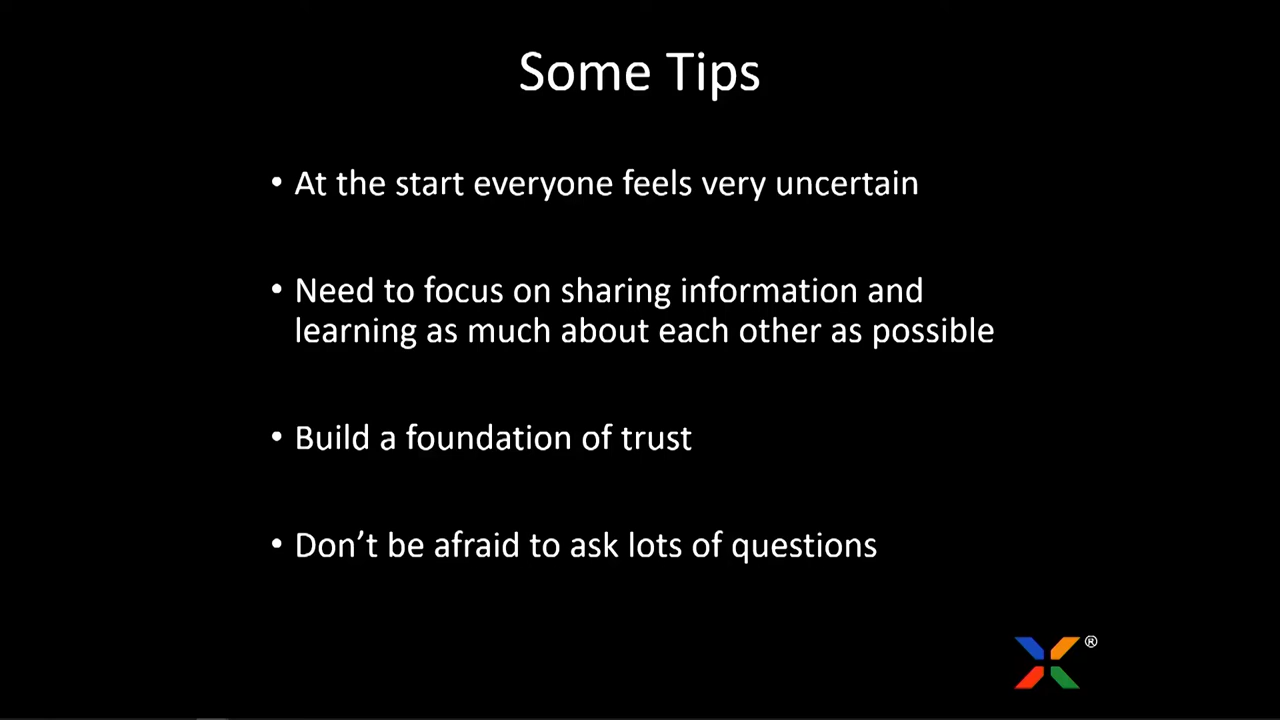 Some Tips
• At the start everyone feels very uncertain
• Need to focus on sharing information and
learning as much about each other as possible
• Build a foundation of trust
• Don’t be afraid to ask lots of questions
®